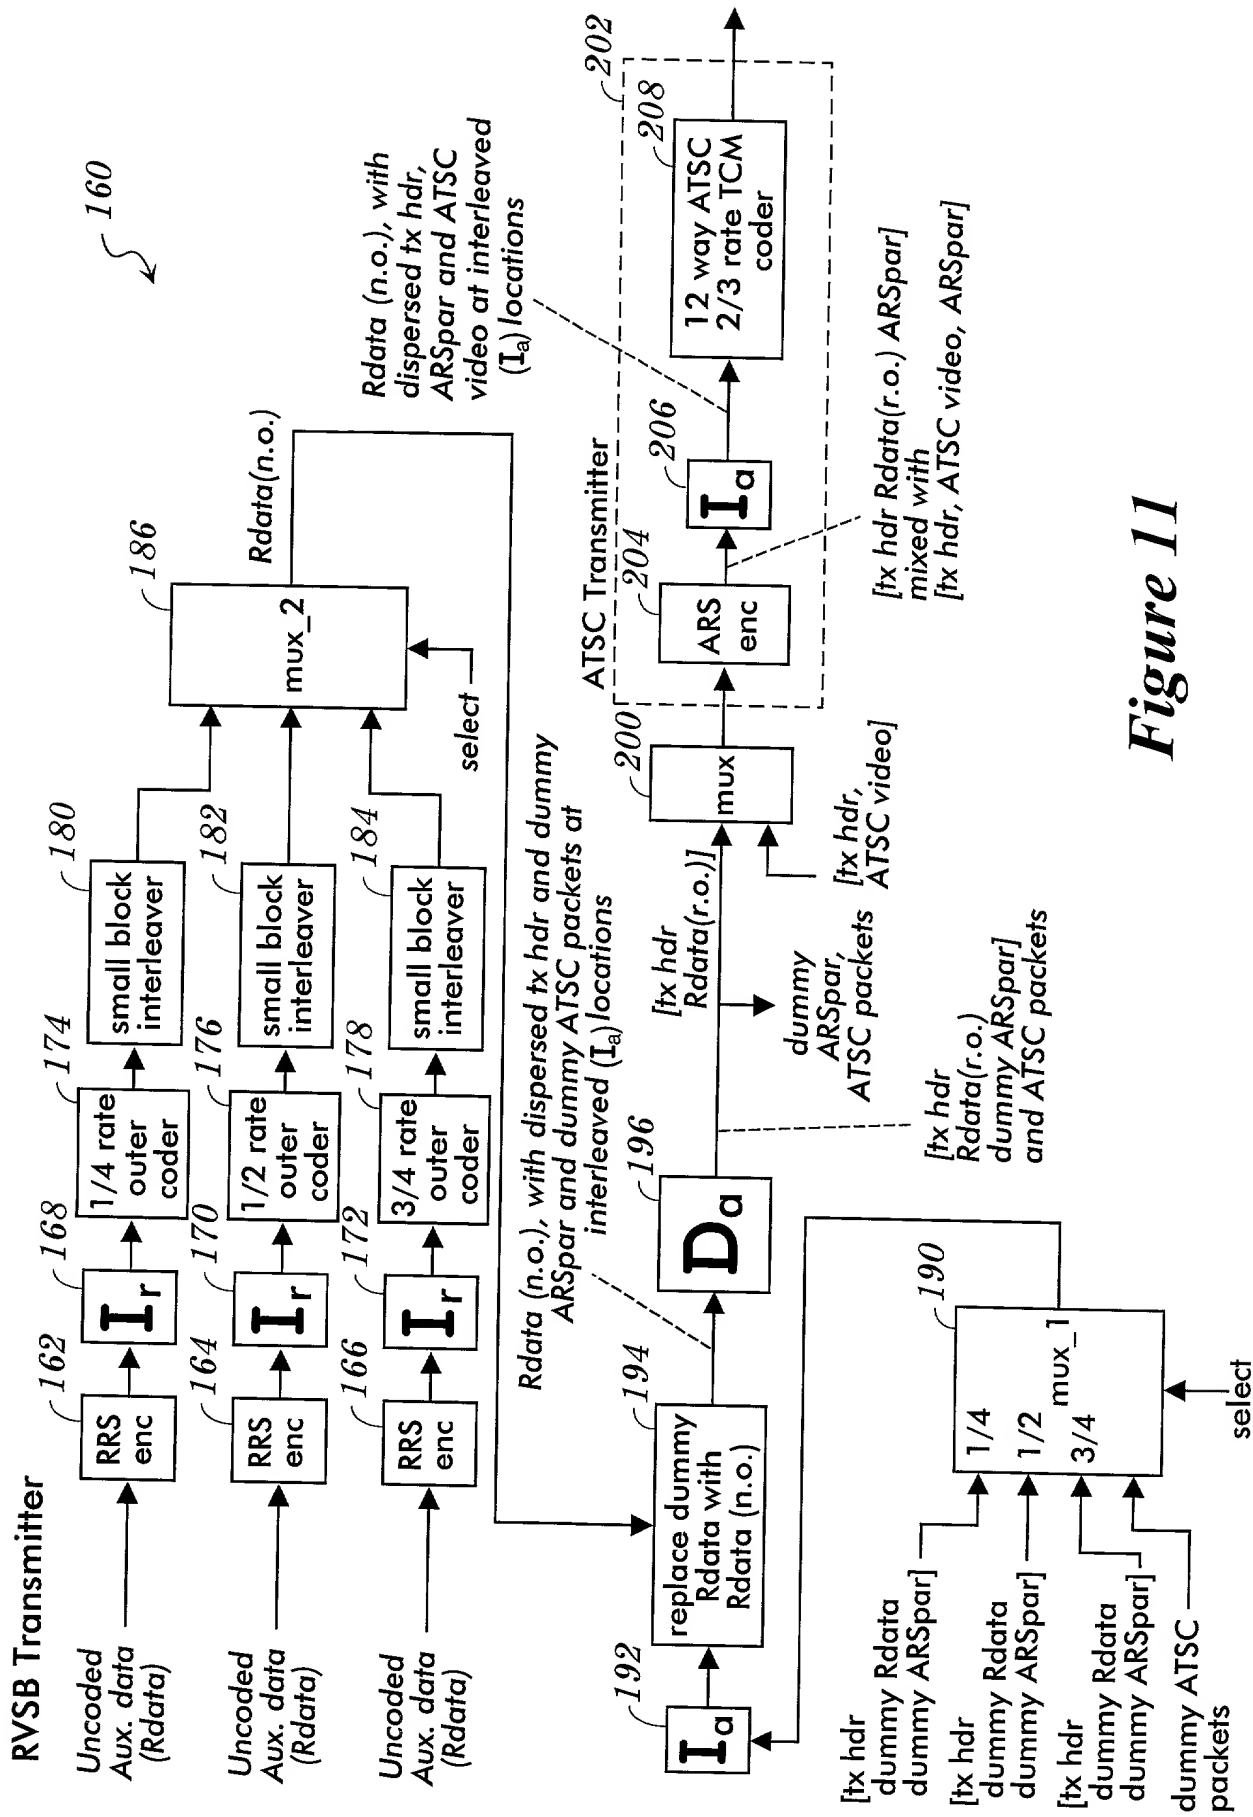 RVSB Transmitter
160
Uncoded
Aux. data
(Rdata)
162
RRS
enc
168
Ir
174
1/4 rate
outer
coder
180
small block
interleaver
Uncoded
Aux. data
(Rdata)
164
RRS
enc
170
Ir
176
1/2 rate
outer
coder
182
small block
interleaver
Uncoded
Aux. data
(Rdata)
166
RRS
enc
172
Ir
178
3/4 rate
outer
coder
184
small block
interleaver
186
mux_2
select
Rdata(n.o.)
Rdata (n.o.), with dispersed tx hdr and dummy
ARSpar and dummy ATSC packets at
interleaved (Ia) locations
Rdata (n.o.), with
dispersed tx hdr,
ARSpar and ATSC
video at interleaved
(Ia) locations
192
Ia
194
replace dummy
Rdata with
Rdata (n.o.)
196
Da
[tx hdr
Rdata(r.o.)]
dummy
ARSpar,
ATSC packets
[tx hdr
Rdata(r.o.)
dummy ARSpar]
and ATSC packets
200
mux
[tx hdr,
ATSC video]
ATSC Transmitter
202
204
ARS
enc
206
Ia
208
12 way ATSC
2/3 rate TCM
coder
[tx hdr Rdata(r.o.) ARSpar]
mixed with
[tx hdr, ATSC video, ARSpar]
[tx hdr
dummy Rdata
dummy ARSpar]
[tx hdr
dummy Rdata
dummy ARSpar]
[tx hdr
dummy Rdata
dummy ARSpar]
dummy ATSC
packets
190
1/4
1/2
3/4
mux_1
select
Figure 11